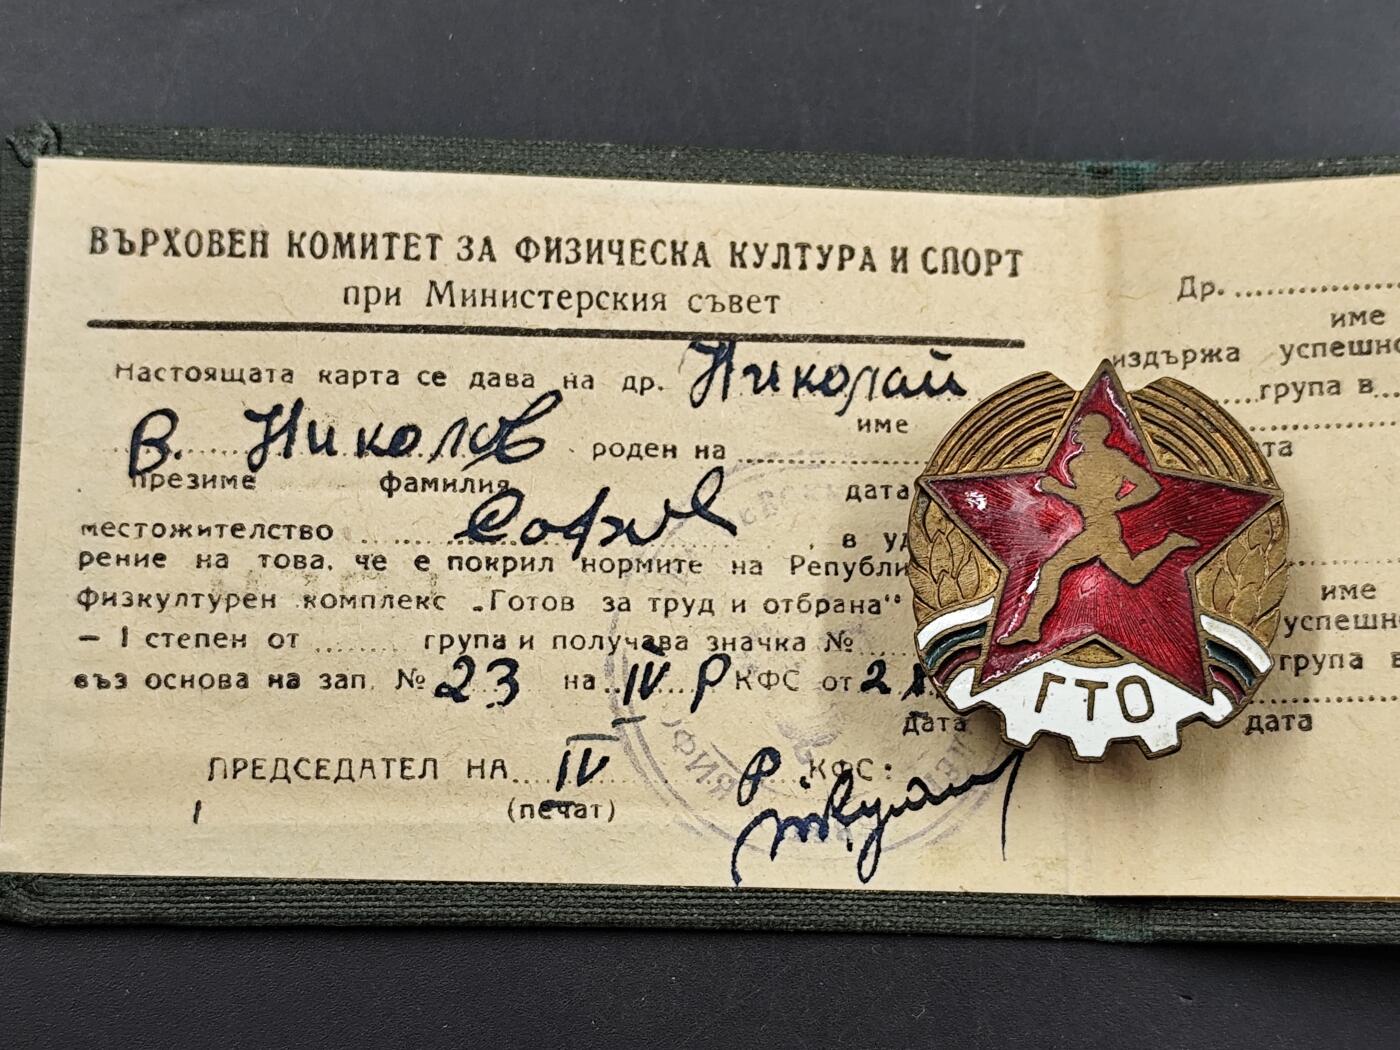 ВЪРХОВЕН КОМИТЕТ ЗА ФИЗИЧЕСКА КУЛТУРА И СПОРТ
при Министерския съвет
Настоящата карта се дава на др. Николай
име
В. Николов роден на
презиме фамилия дата
местожителство София, в уд
рение на това, че е покрил нормите на Републи
физкултурен комплекс „Готов за труд и отбрана“
– I степен от група и получава значка №
въз основа на зап. № 23 на IV Р КФС от 2
дата
ПРЕДСЕДАТЕЛ НА IV Р КФС:
(печат)
ГТО
Др.
име
издържа успешно
група в
та
име
успешно
група в
дата